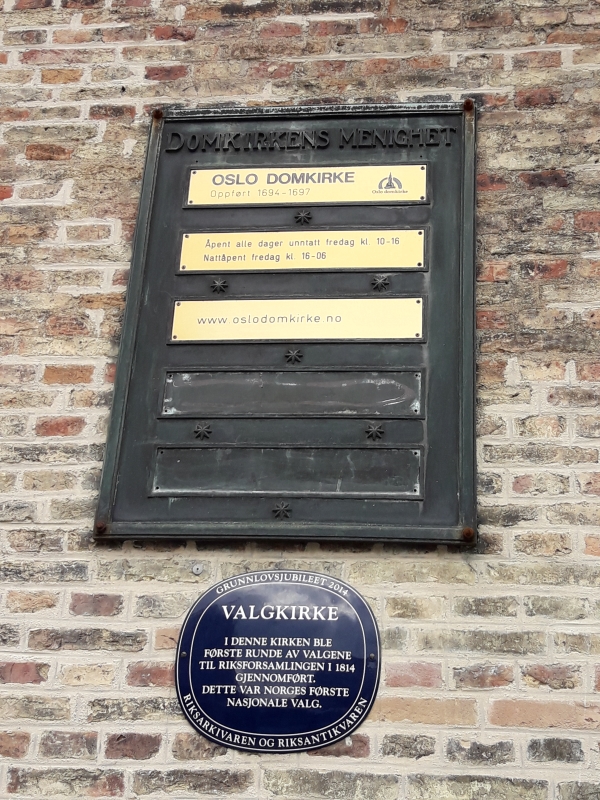 DOMKIRKENS MENIGHET
OSLO DOMKIRKE
Oppført 1694-1697
Oslo domkirke
Åpent alle dager unntatt fredag kl. 10-16
Nattåpent fredag kl. 16-06
www.oslodomkirke.no
GRUNNLOVSJUBILEET 2014
VALGKIRKE
I DENNE KIRKEN BLE
FØRSTE RUNDE AV VALGENE
TIL RIKSFORSAMLINGEN I 1814
GJENNOMFØRT.
DETTE VAR NORGES FØRSTE
NASJONALE VALG.
RIKSARKIVAREN OG RIKSANTIKVAREN